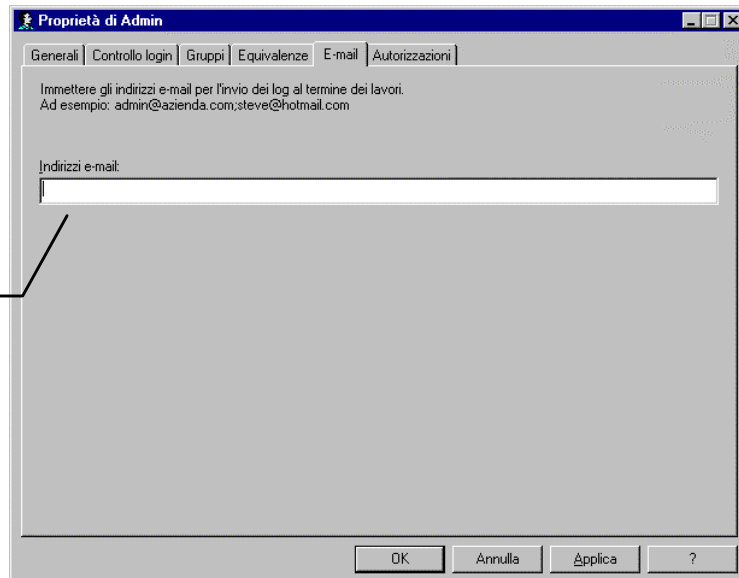 Proprietà di Admin
Generali Controllo login Gruppi Equivalenze E-mail Autorizzazioni
Immettere gli indirizzi e-mail per l'invio dei log al termine dei lavori.
Ad esempio: admin@azienda.com;steve@hotmail.com
Indirizzi e-mail:
OK Annulla Applica ?